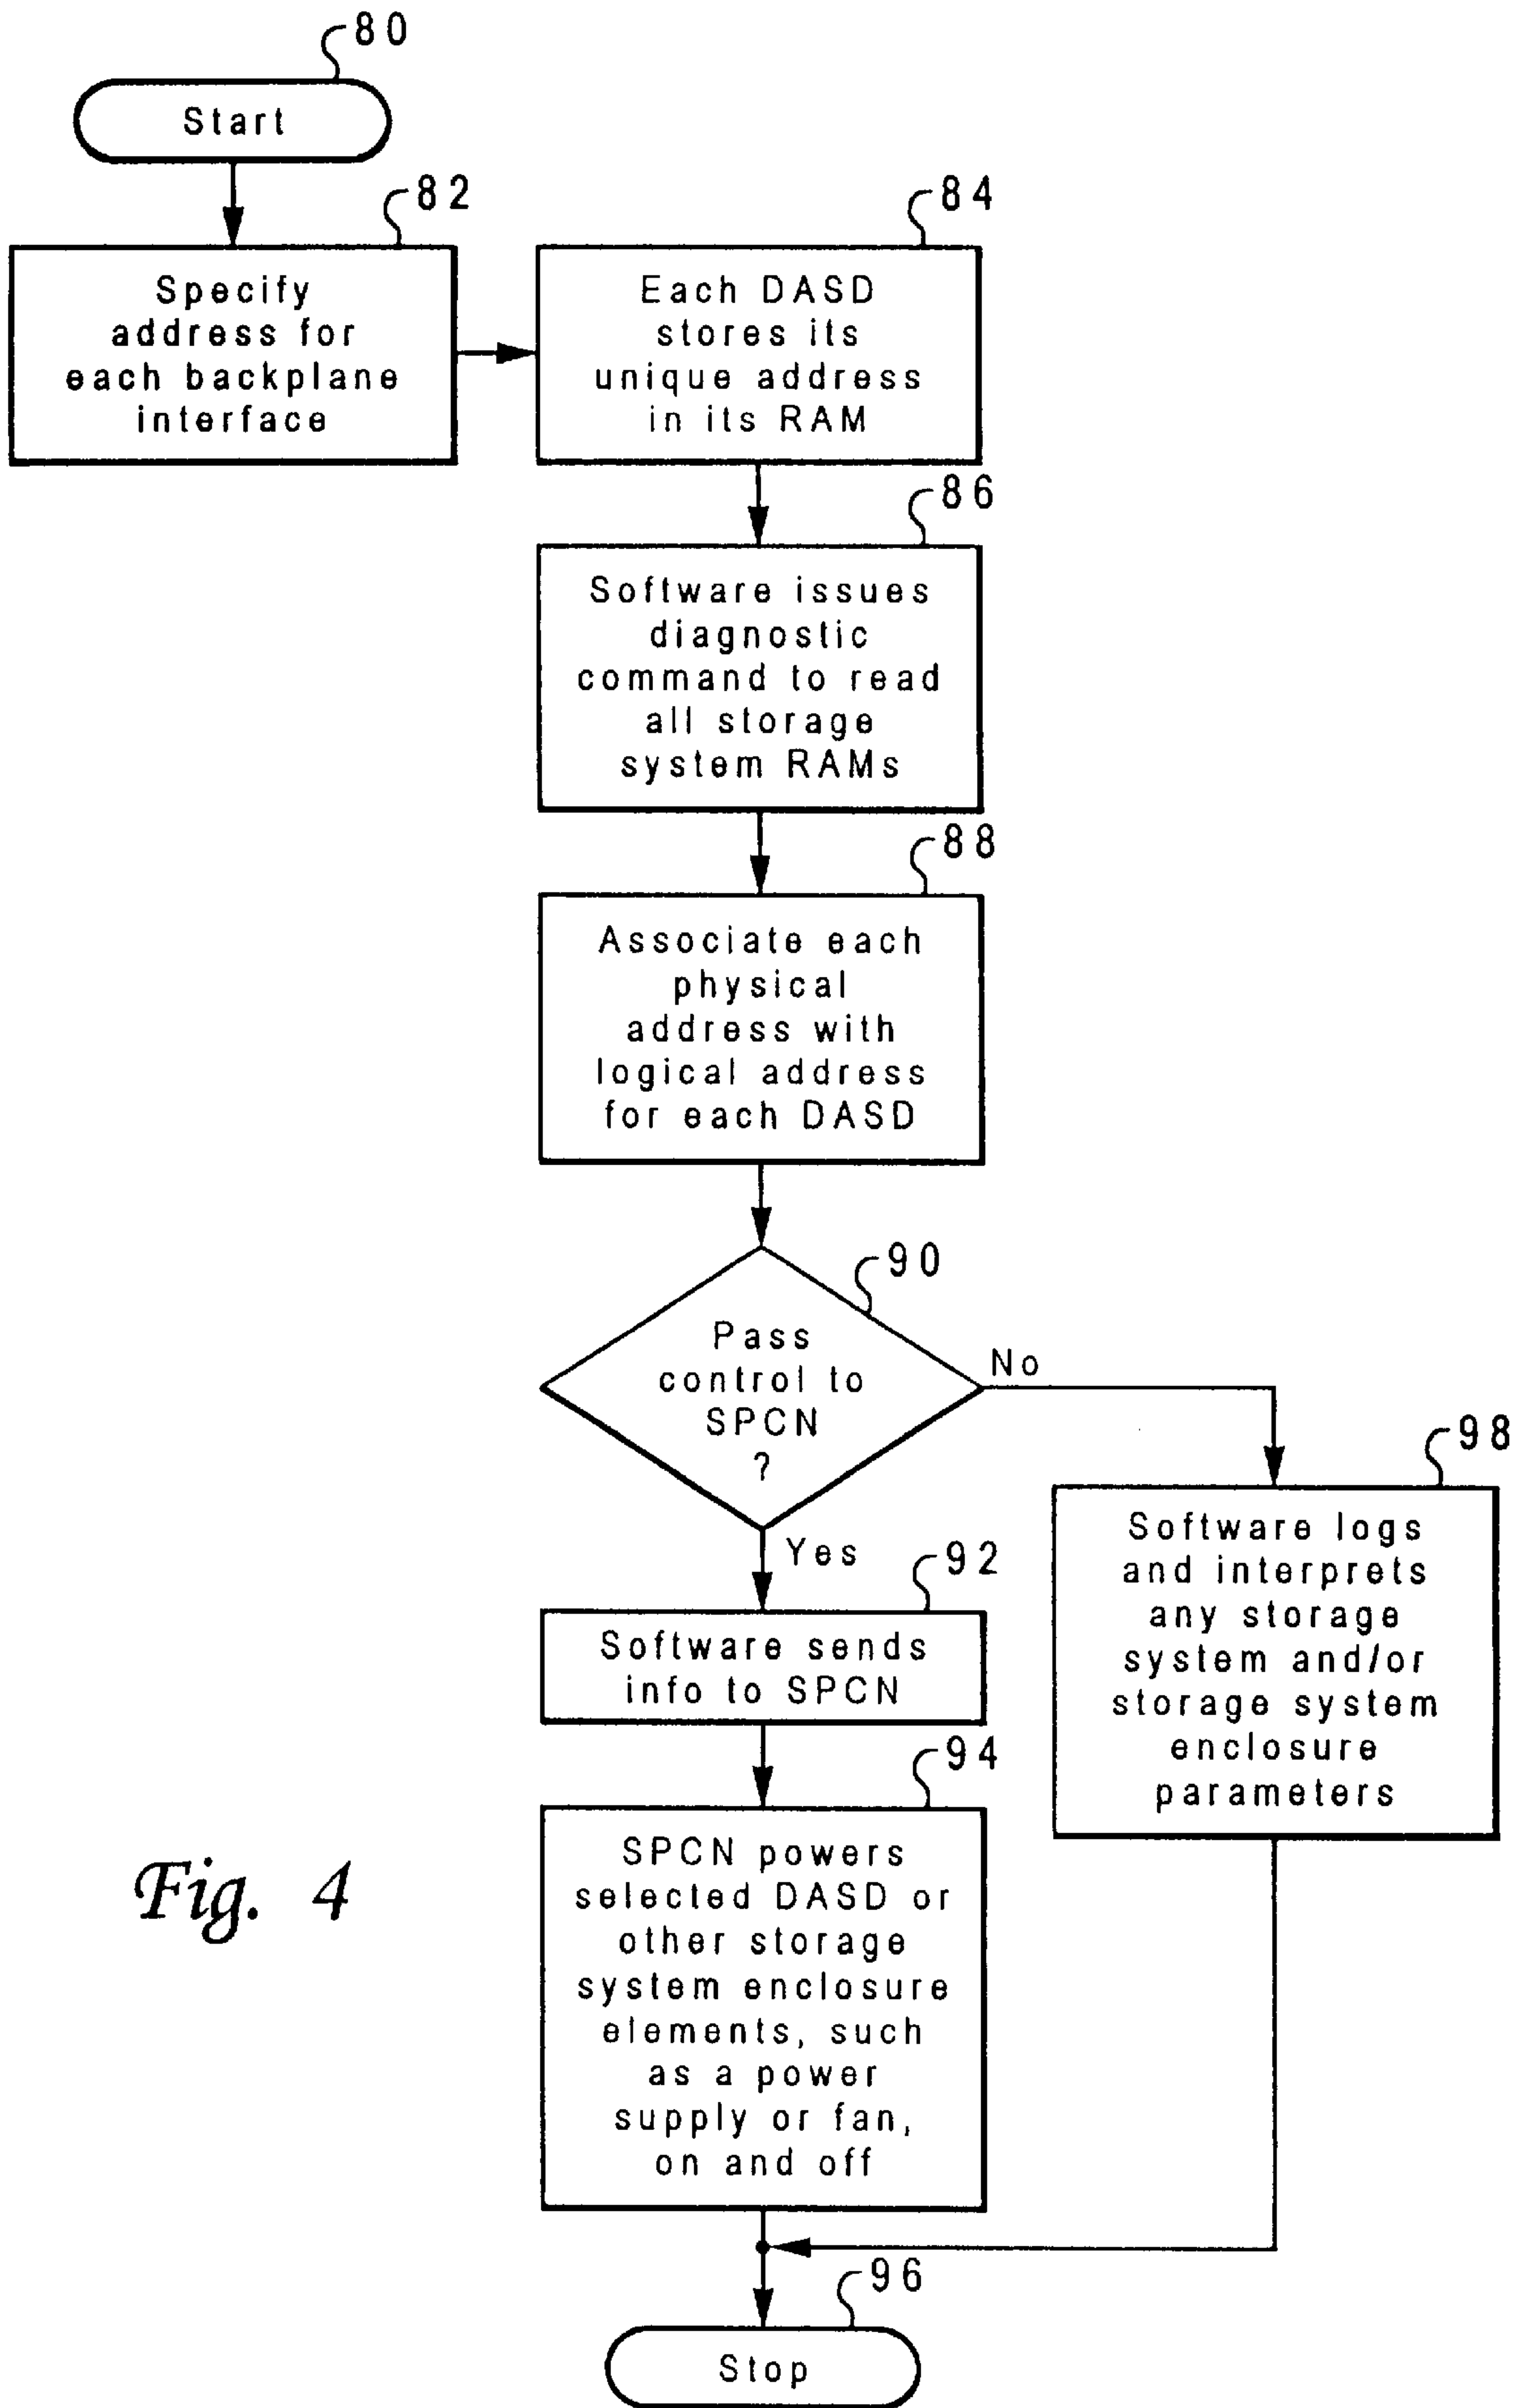 80
Start
82
Specify
address for
each backplane
interface
84
Each DASD
stores its
unique address
in its RAM
86
Software issues
diagnostic
command to read
all storage
system RAMs
88
Associate each
physical
address with
logical address
for each DASD
90
Pass
control to
SPCN
?
No
Yes
92
Software sends
info to SPCN
98
Software logs
and interprets
any storage
system and/or
storage system
enclosure
parameters
94
SPCN powers
selected DASD or
other storage
system enclosure
elements, such
as a power
supply or fan,
on and off
96
Stop
Fig. 4